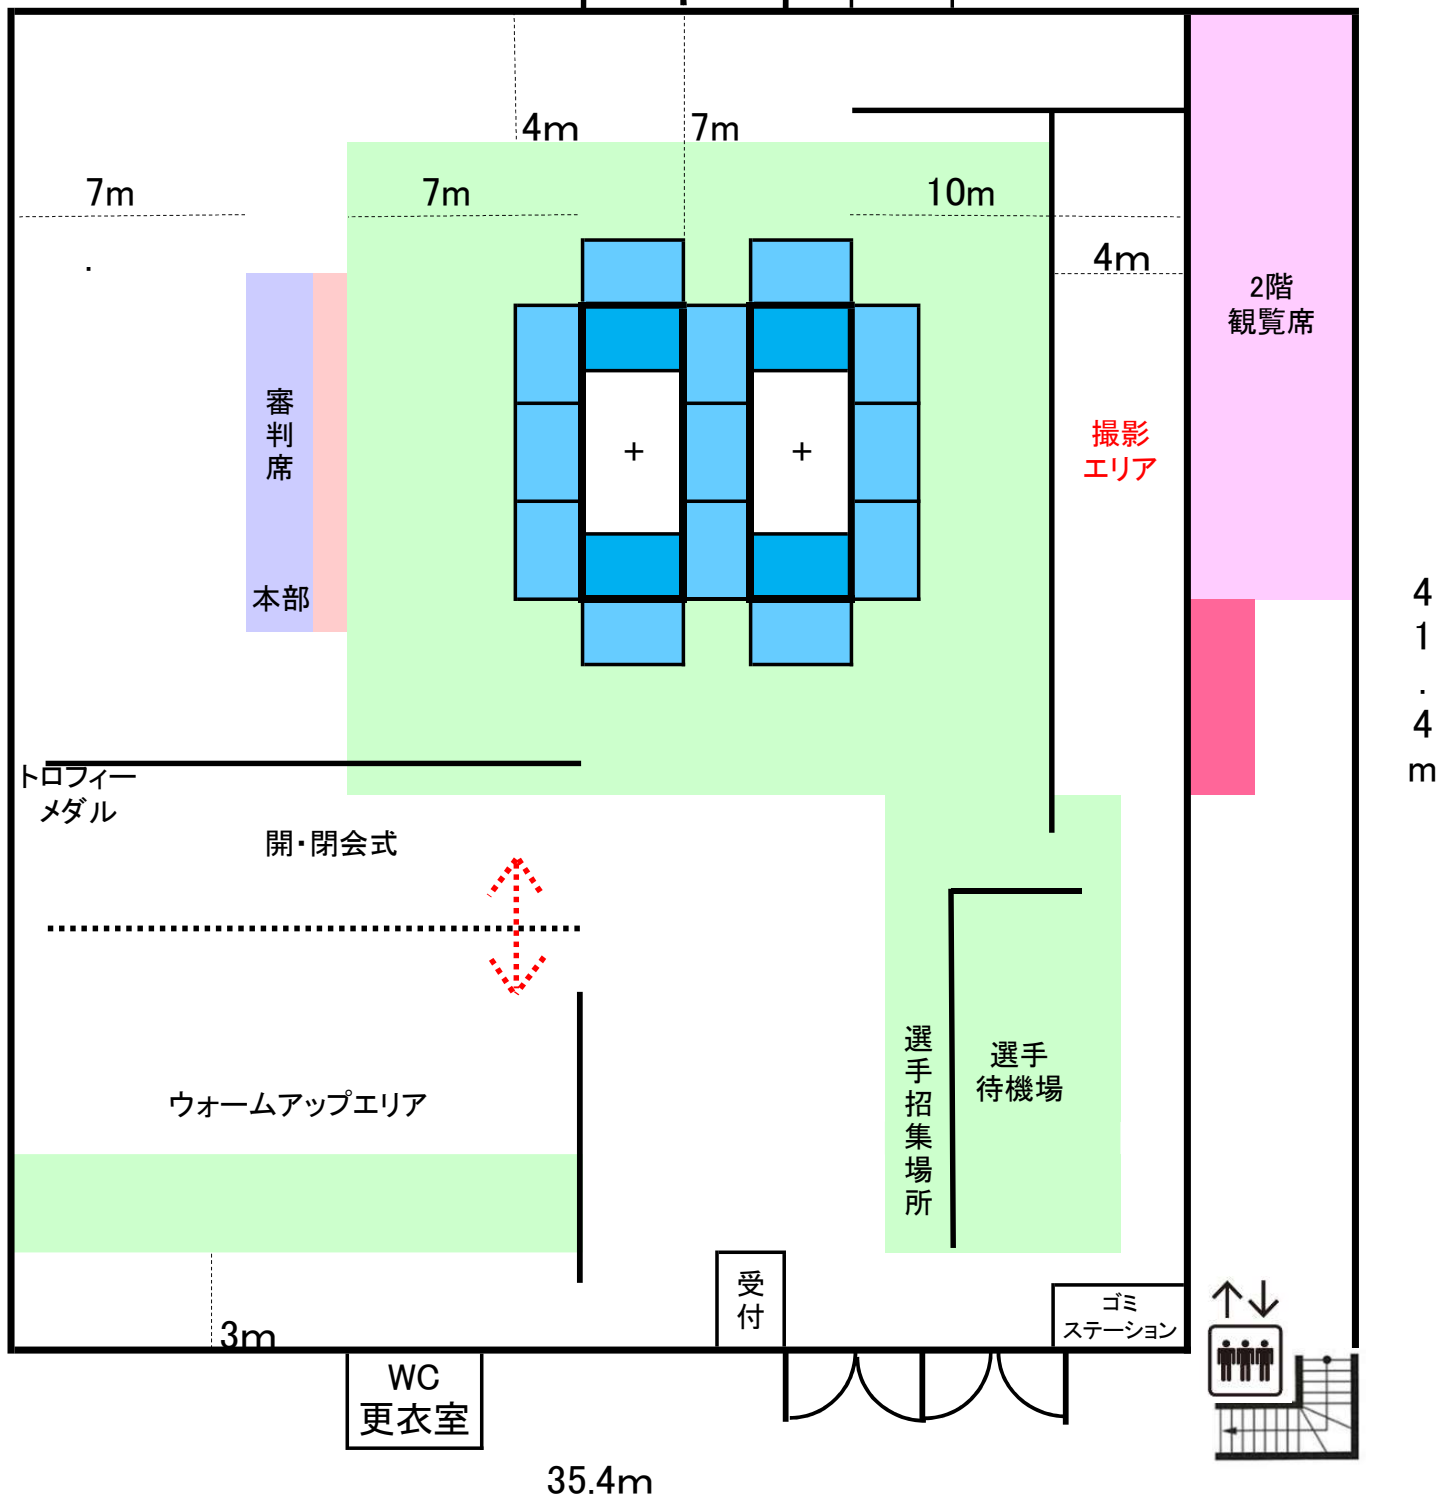 4m
7m
7m
7m
10m
4m
2階
観覧席
審判席
撮影
エリア
+
+
本部
41.4m
トロフィー
メダル
開・閉会式
ウォームアップエリア
選手招集場所
選手
待機場
受付
ゴミ
ステーション
3m
WC
更衣室
35.4m